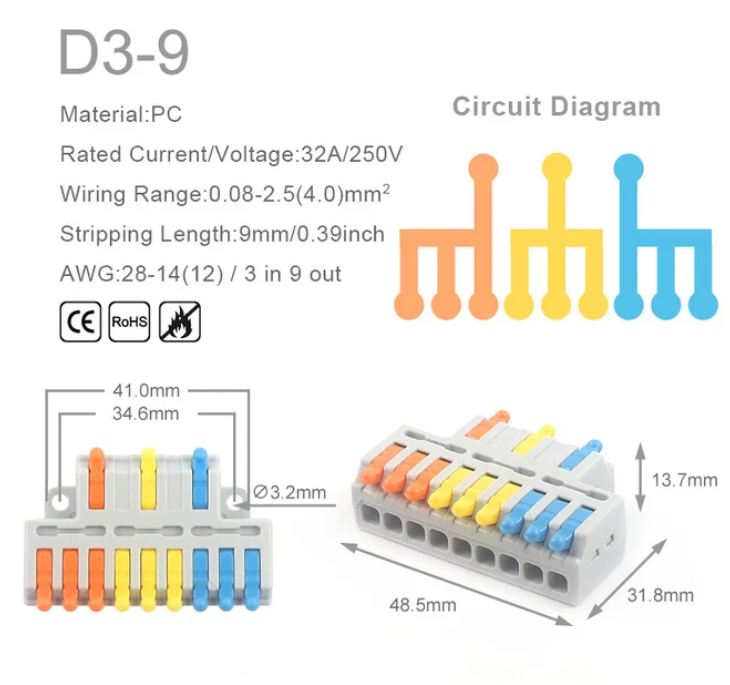 D3-9
Material:PC
Rated Current/Voltage:32A/250V
Wiring Range:0.08-2.5(4.0)mm²
Stripping Length:9mm/0.39inch
AWG:28-14(12) / 3 in 9 out
CE
RoHS
Circuit Diagram
41.0mm
34.6mm
Ø3.2mm
13.7mm
48.5mm
31.8mm